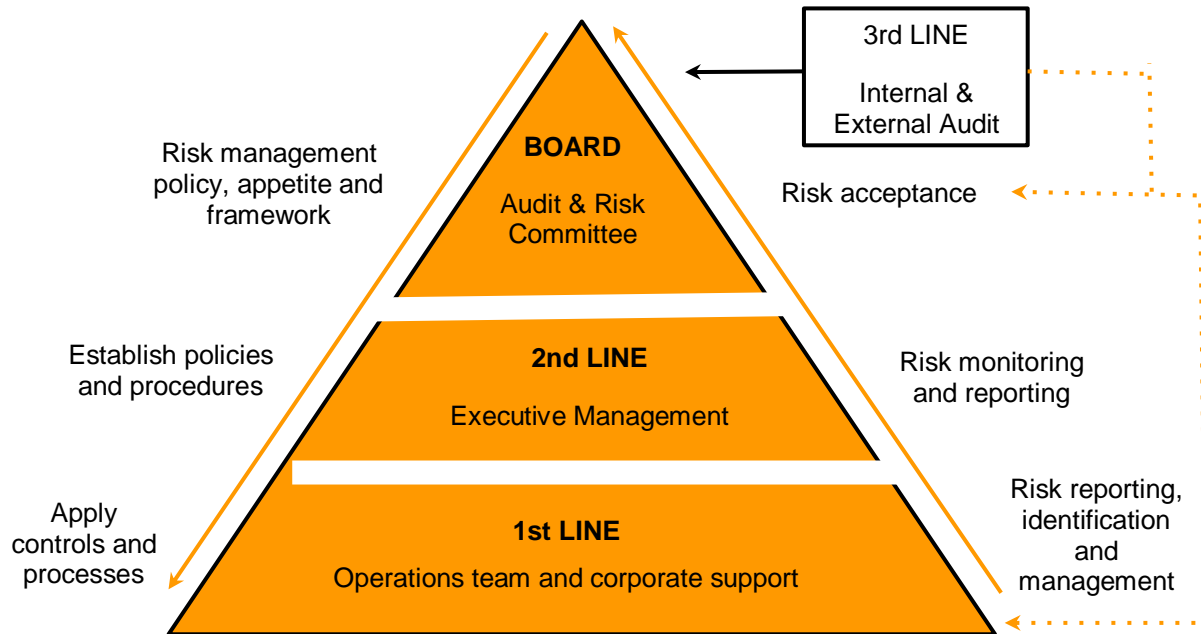 3rd LINE
Internal &
External Audit
BOARD
Audit & Risk
Committee
Risk management
policy, appetite and
framework
Risk acceptance
Establish policies
and procedures
2nd LINE
Executive Management
Risk monitoring
and reporting
Apply
controls and
processes
1st LINE
Operations team and corporate support
Risk reporting,
identification
and
management